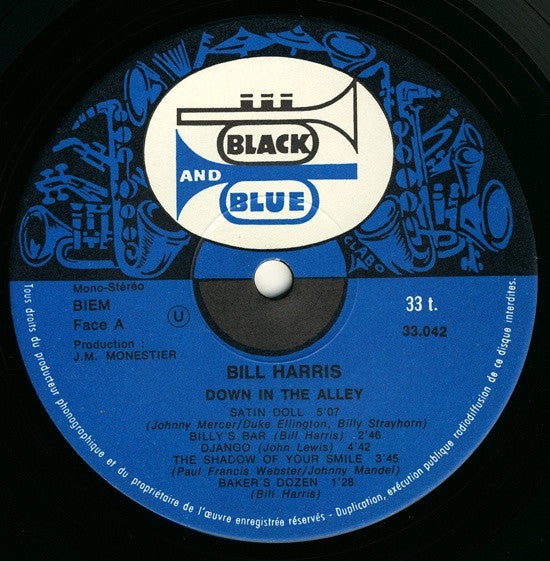 BLACK
AND
BLUE
CLABO
Mono-Stéréo
BIEM
Face A
U
Production :
J.M. MONESTIER
33 t.
33.042
BILL HARRIS
DOWN IN THE ALLEY
SATIN DOLL 5'07
(Johnny Mercer/Duke Ellington, Billy Strayhorn)
BILLY'S BAR (Bill Harris) 2'46
DJANGO (John Lewis) 4'42
THE SHADOW OF YOUR SMILE 3'45
(Paul Francis Webster/Johnny Mandel)
BAKER'S DOZEN 1'28
(Bill Harris)
Tous droits du producteur phonographique et du propriétaire de l'œuvre enregistrée réservés - Duplication, exécution publique, radiodiffusion de ce disque interdites.